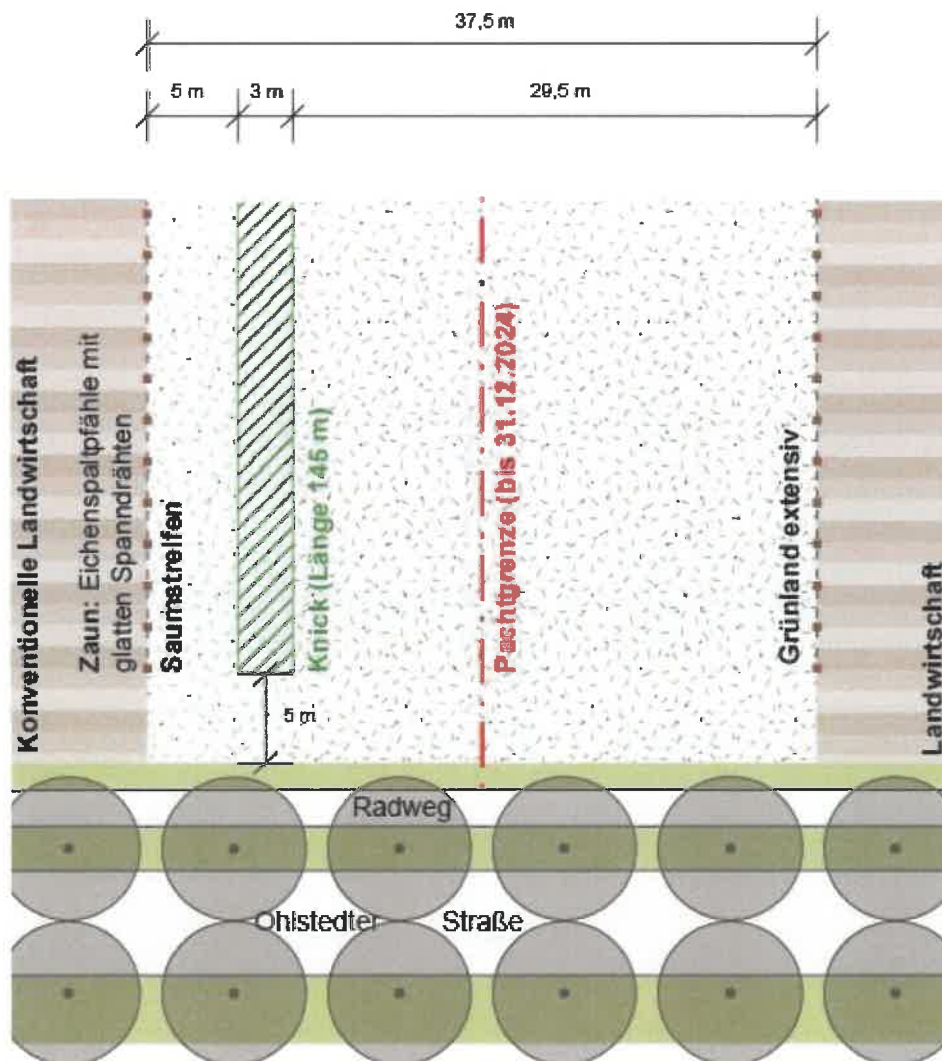 37,5 m
5 m
3 m
29,5 m
Konventionelle Landwirtschaft
Zaun: Eichenspaltpfähle mit
glatten Spanndrähten
Saumstreifen
Knick (Länge 145 m)
Pachtgrenze (bis 31.12.2024)
Grünland extensiv
Landwirtschaft
5 m
Radweg
Ohlstedter Straße